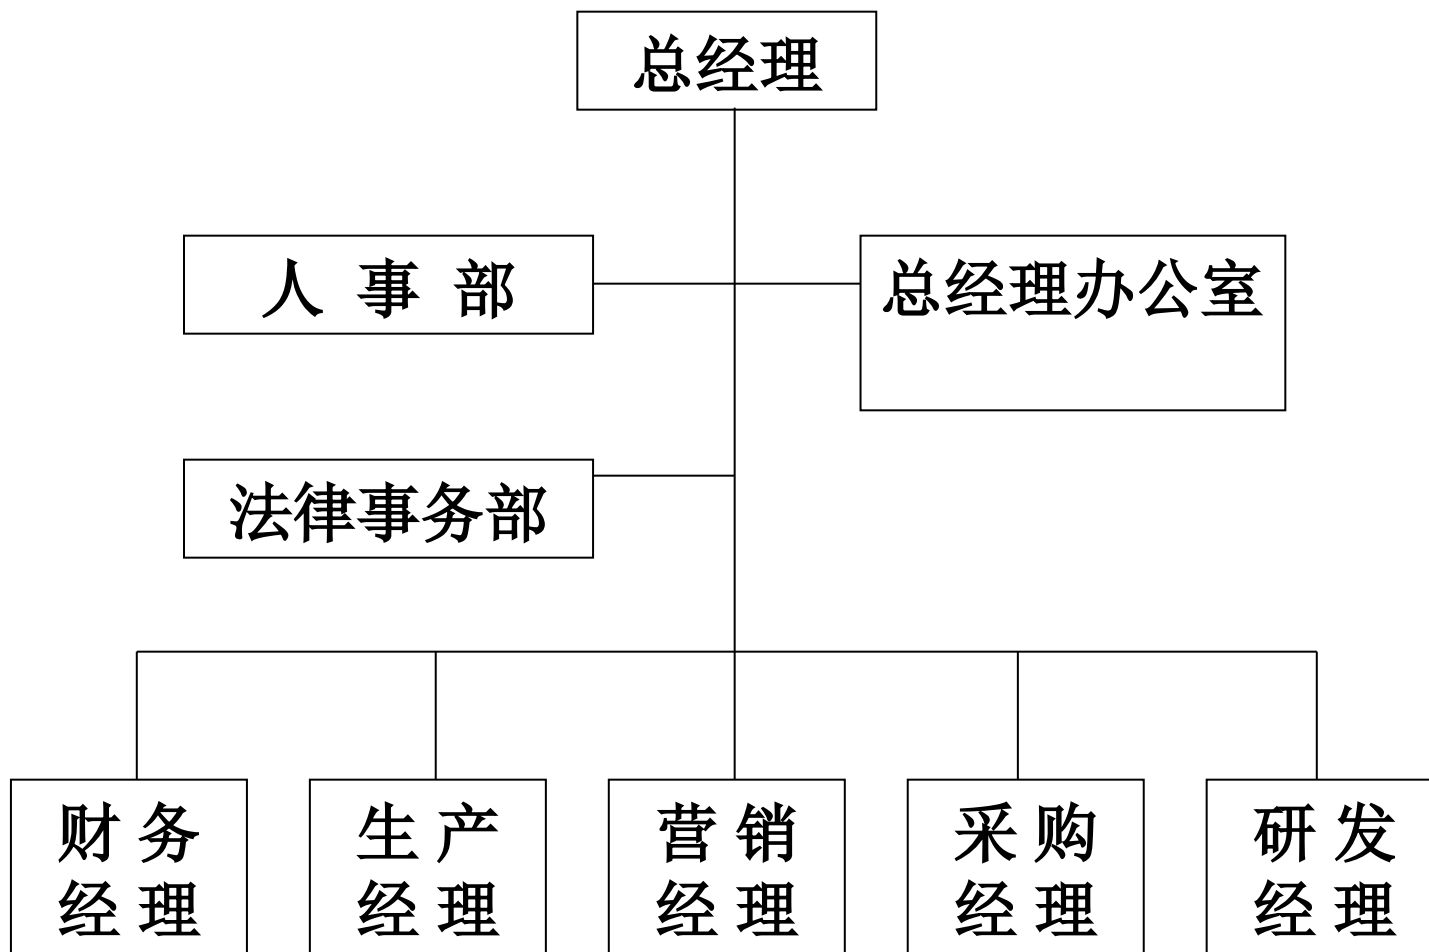 总经理
人 事 部
总经理办公室
法律事务部
财 务
经 理
生 产
经 理
营 销
经 理
采 购
经 理
研 发
经 理